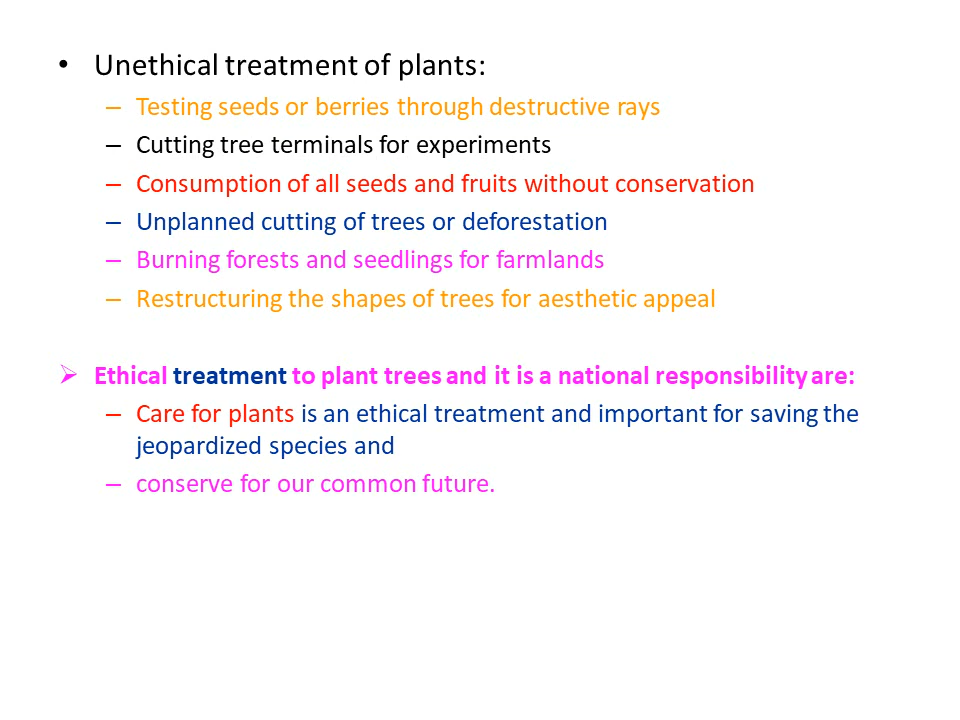 • Unethical treatment of plants:
– Testing seeds or berries through destructive rays
– Cutting tree terminals for experiments
– Consumption of all seeds and fruits without conservation
– Unplanned cutting of trees or deforestation
– Burning forests and seedlings for farmlands
– Restructuring the shapes of trees for aesthetic appeal
➢ Ethical treatment to plant trees and it is a national responsibility are:
– Care for plants is an ethical treatment and important for saving the
jeopardized species and
– conserve for our common future.